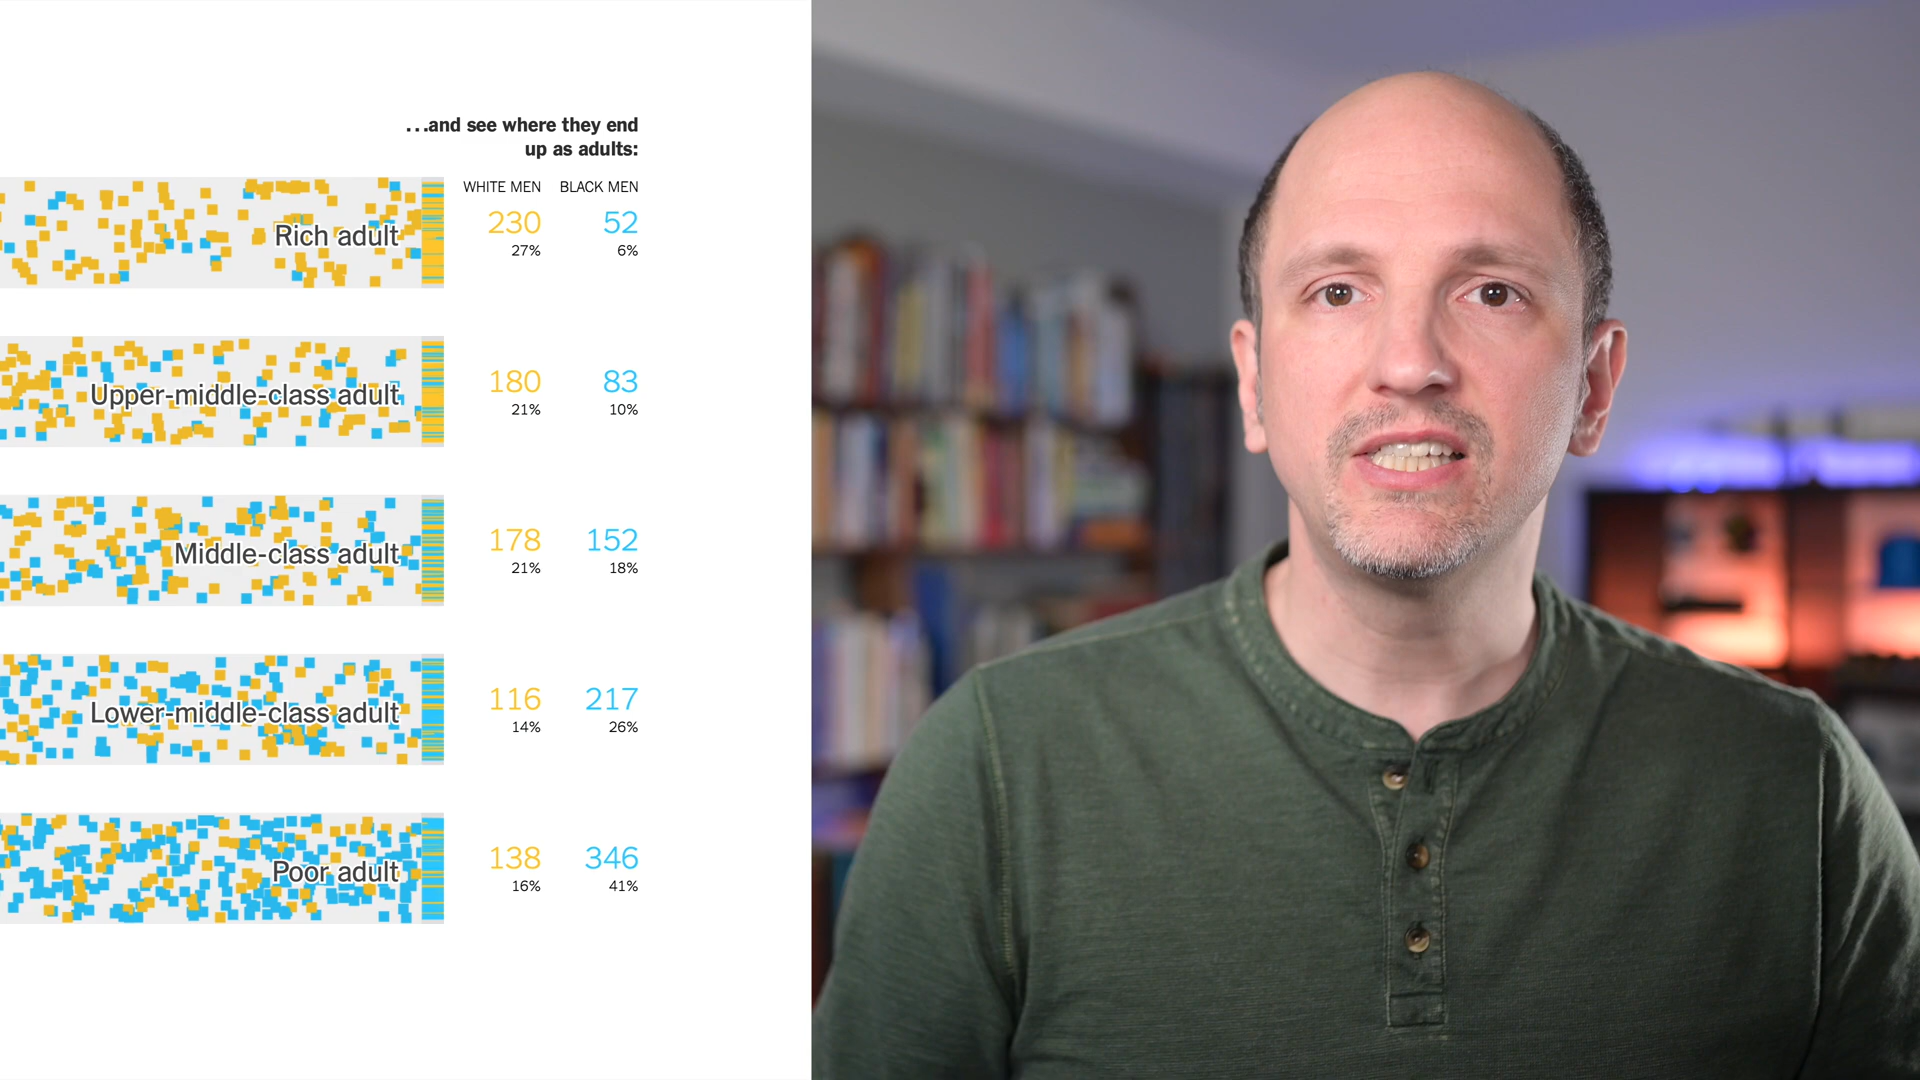 ...and see where they end
up as adults:
WHITE MEN BLACK MEN
Rich adult 230 52
27% 6%
Upper-middle-class adult 180 83
21% 10%
Middle-class adult 178 152
21% 18%
Lower-middle-class adult 116 217
14% 26%
Poor adult 138 346
16% 41%